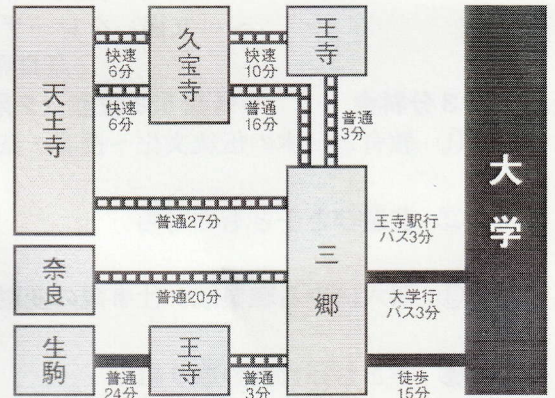 天王寺
快速
6分
久宝寺
快速
10分
王寺
快速
6分
普通
16分
普通
3分
普通27分
三郷
王寺駅行
バス3分
大学
奈良
普通20分
大学行
バス3分
生駒
普通
24分
王寺
普通
3分
徒歩
15分